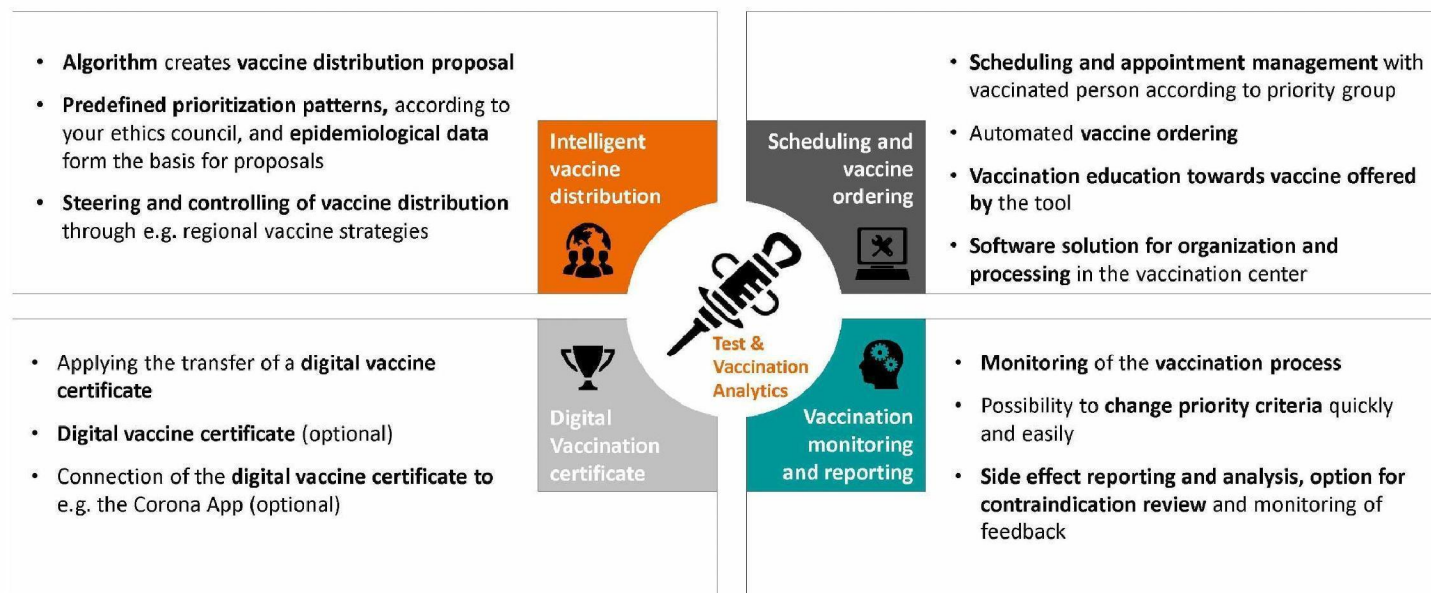 • Algorithm creates vaccine distribution proposal
• Predefined prioritization patterns, according to
your ethics council, and epidemiological data
form the basis for proposals
• Steering and controlling of vaccine distribution
through e.g. regional vaccine strategies
Intelligent
vaccine
distribution
Scheduling and
vaccine
ordering
• Scheduling and appointment management with
vaccinated person according to priority group
• Automated vaccine ordering
• Vaccination education towards vaccine offered
by the tool
• Software solution for organization and
processing in the vaccination center
Test &
Vaccination
Analytics
• Applying the transfer of a digital vaccine
certificate
• Digital vaccine certificate (optional)
• Connection of the digital vaccine certificate to
e.g. the Corona App (optional)
Digital
Vaccination
certificate
Vaccination
monitoring
and reporting
• Monitoring of the vaccination process
• Possibility to change priority criteria quickly
and easily
• Side effect reporting and analysis, option for
contraindication review and monitoring of
feedback